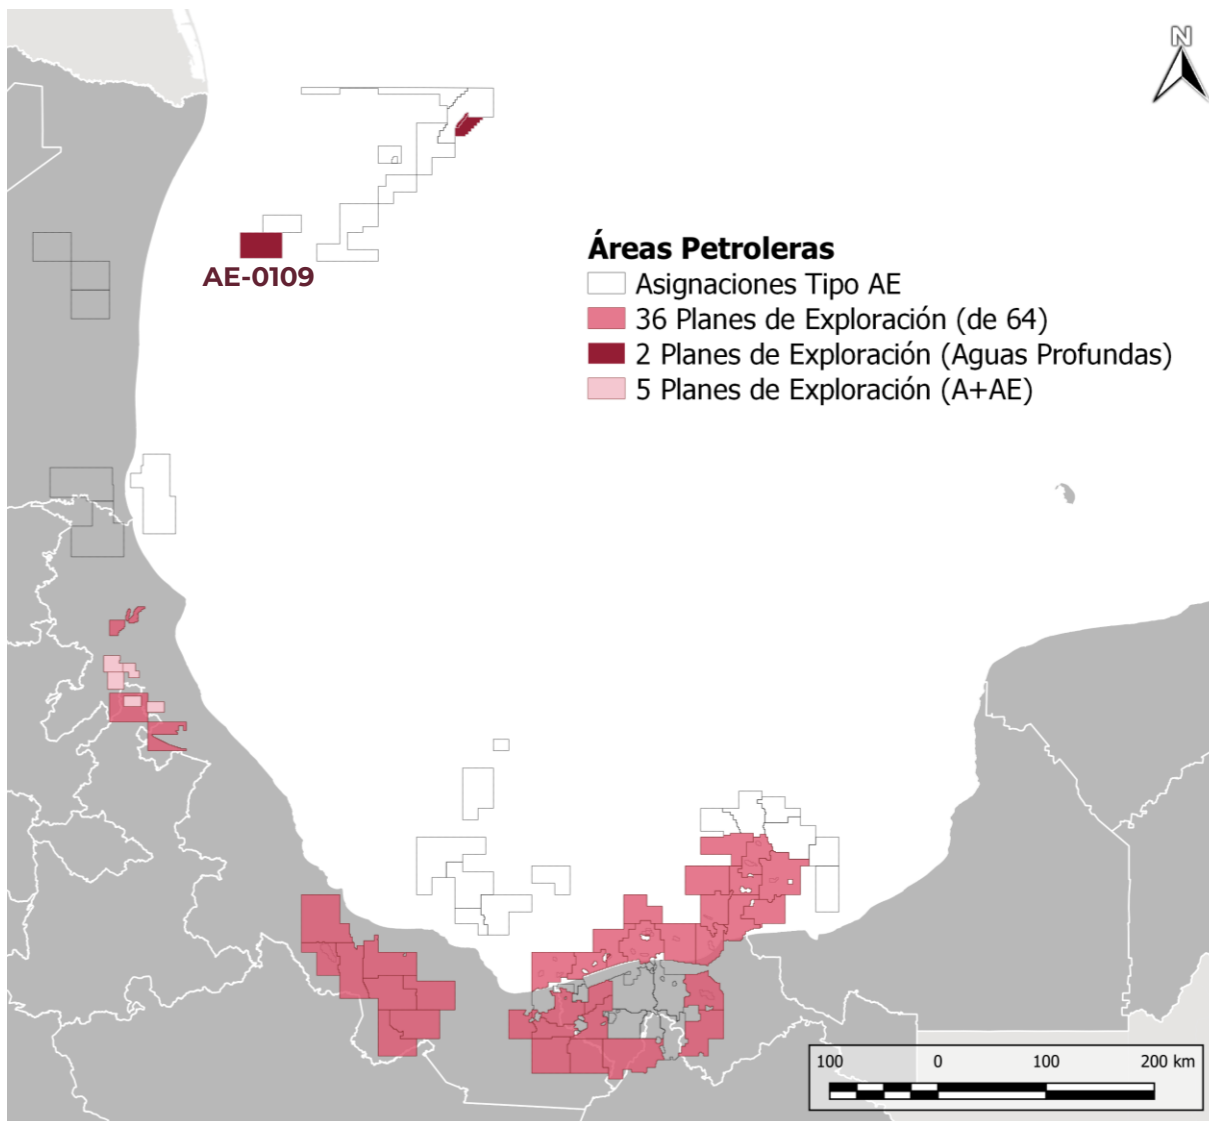 N
AE-0109
Áreas Petroleras
Asignaciones Tipo AE
36 Planes de Exploración (de 64)
2 Planes de Exploración (Aguas Profundas)
5 Planes de Exploración (A+AE)
100 0 100 200 km